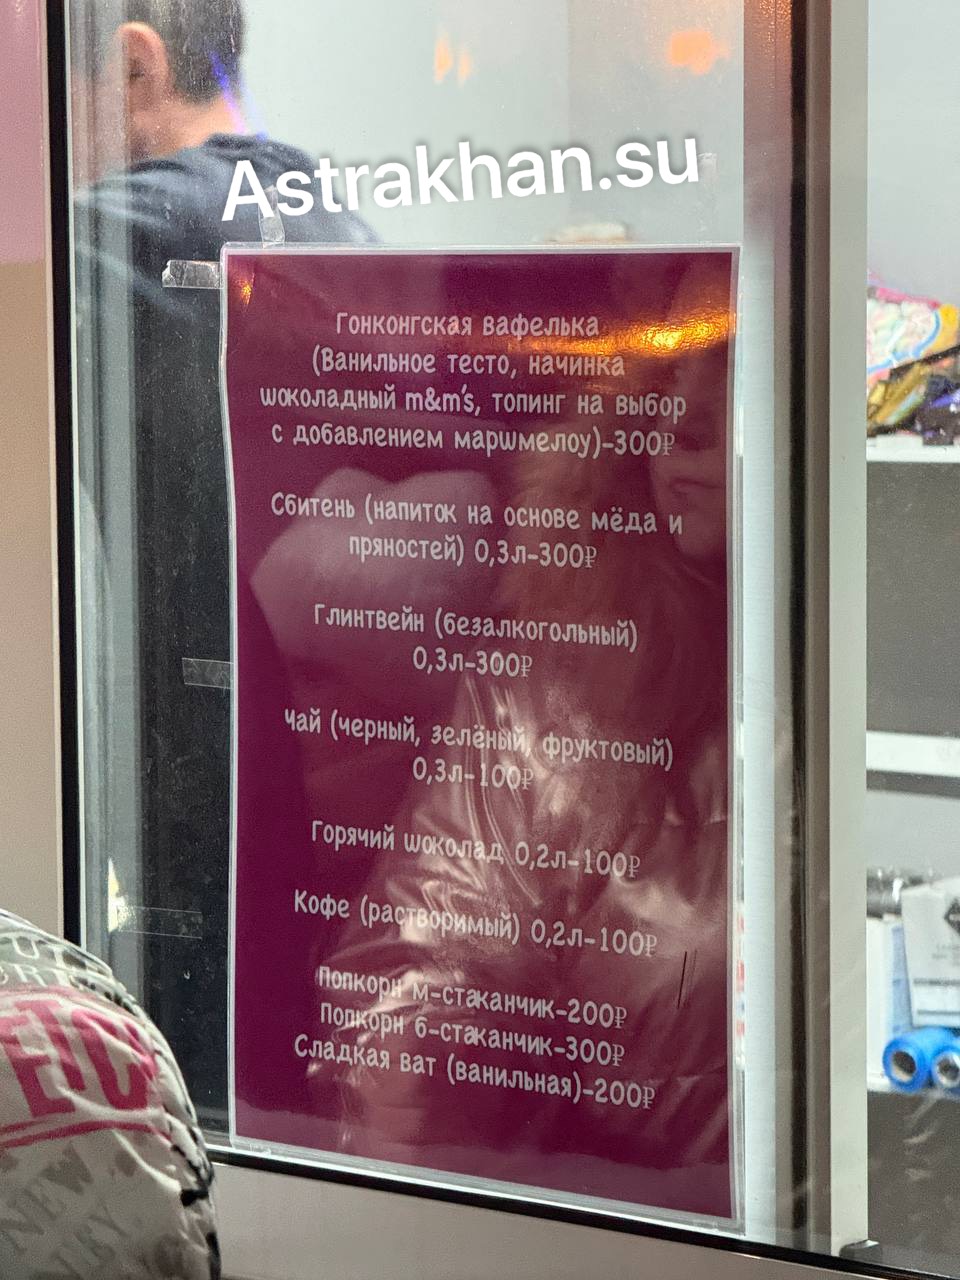 Astrakhan.su
Гонконгская вафелька
(Ванильное тесто, начинка
шоколадный m&m's, топинг на выбор
с добавлением маршмелоу)-300₽
Сбитень (напиток на основе мёда и
пряностей) 0,3л-300₽
Глинтвейн (безалкогольный)
0,3л-300₽
Чай (черный, зелёный, фруктовый)
0,3л-100₽
Горячий шоколад 0,2л-100₽
Кофе (растворимый) 0,2л-100₽
Попкорн м-стаканчик-200₽
Попкорн б-стаканчик-300₽
Сладкая ват (ванильная)-200₽
NEW